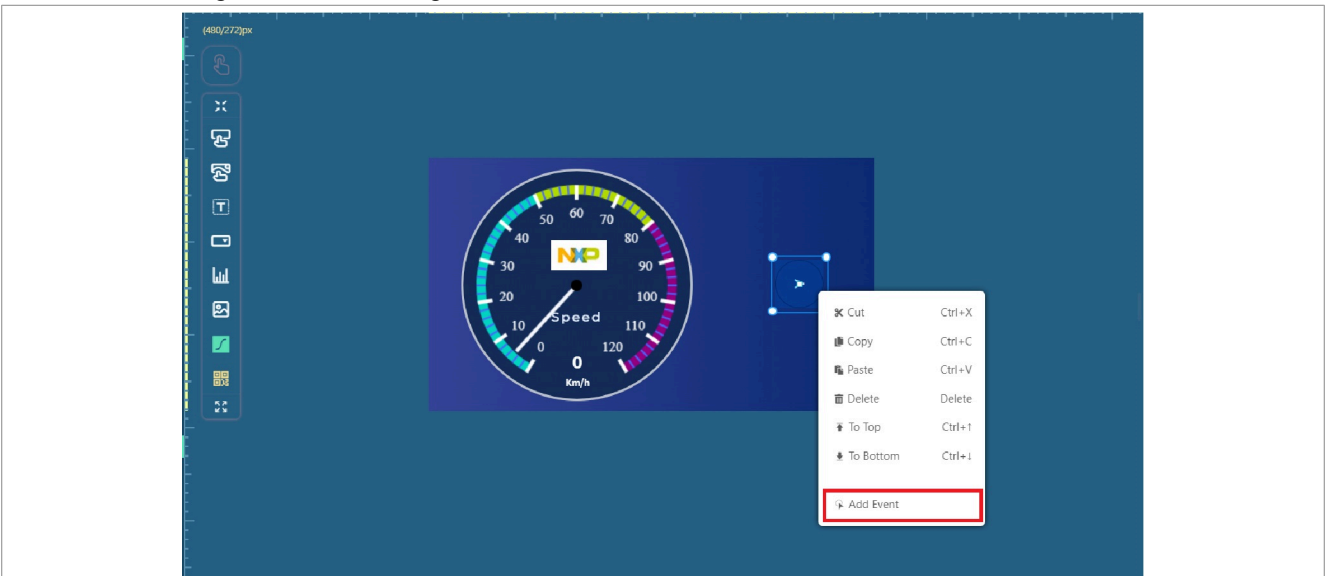 (480/272)px
T
50 60 70
40 80
NXP
30 90
20 100
Speed
10 110
0 120
0
Km/h
Cut Ctrl+X
Copy Ctrl+C
Paste Ctrl+V
Delete Delete
To Top Ctrl+↑
To Bottom Ctrl+↓
Add Event